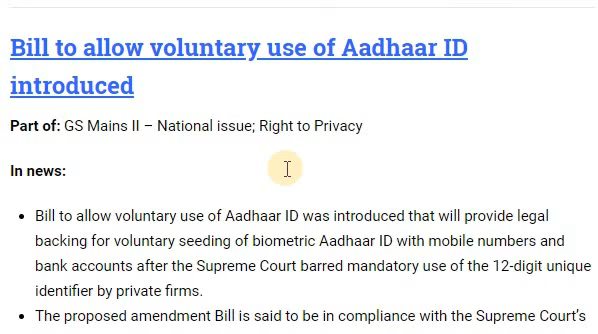 Bill to allow voluntary use of Aadhaar ID
introduced
Part of: GS Mains II – National issue; Right to Privacy
In news:
• Bill to allow voluntary use of Aadhaar ID was introduced that will provide legal
backing for voluntary seeding of biometric Aadhaar ID with mobile numbers and
bank accounts after the Supreme Court barred mandatory use of the 12-digit unique
identifier by private firms.
• The proposed amendment Bill is said to be in compliance with the Supreme Court’s